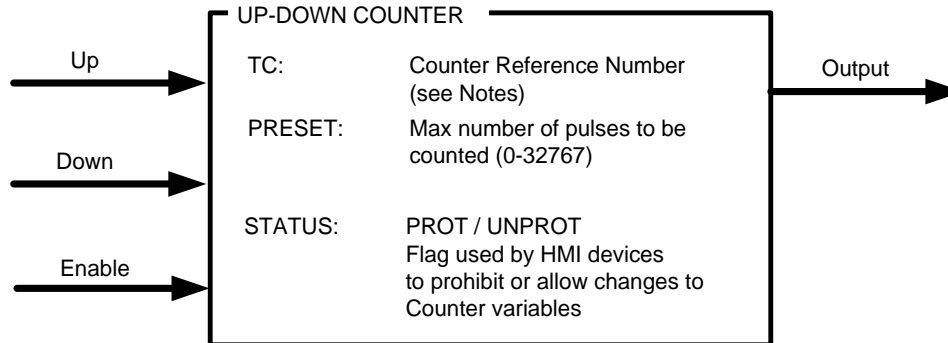 UP-DOWN COUNTER
Up
TC: Counter Reference Number
(see Notes)
Output
PRESET: Max number of pulses to be
counted (0-32767)
Down
STATUS: PROT / UNPROT
Flag used by HMI devices
to prohibit or allow changes to
Counter variables
Enable